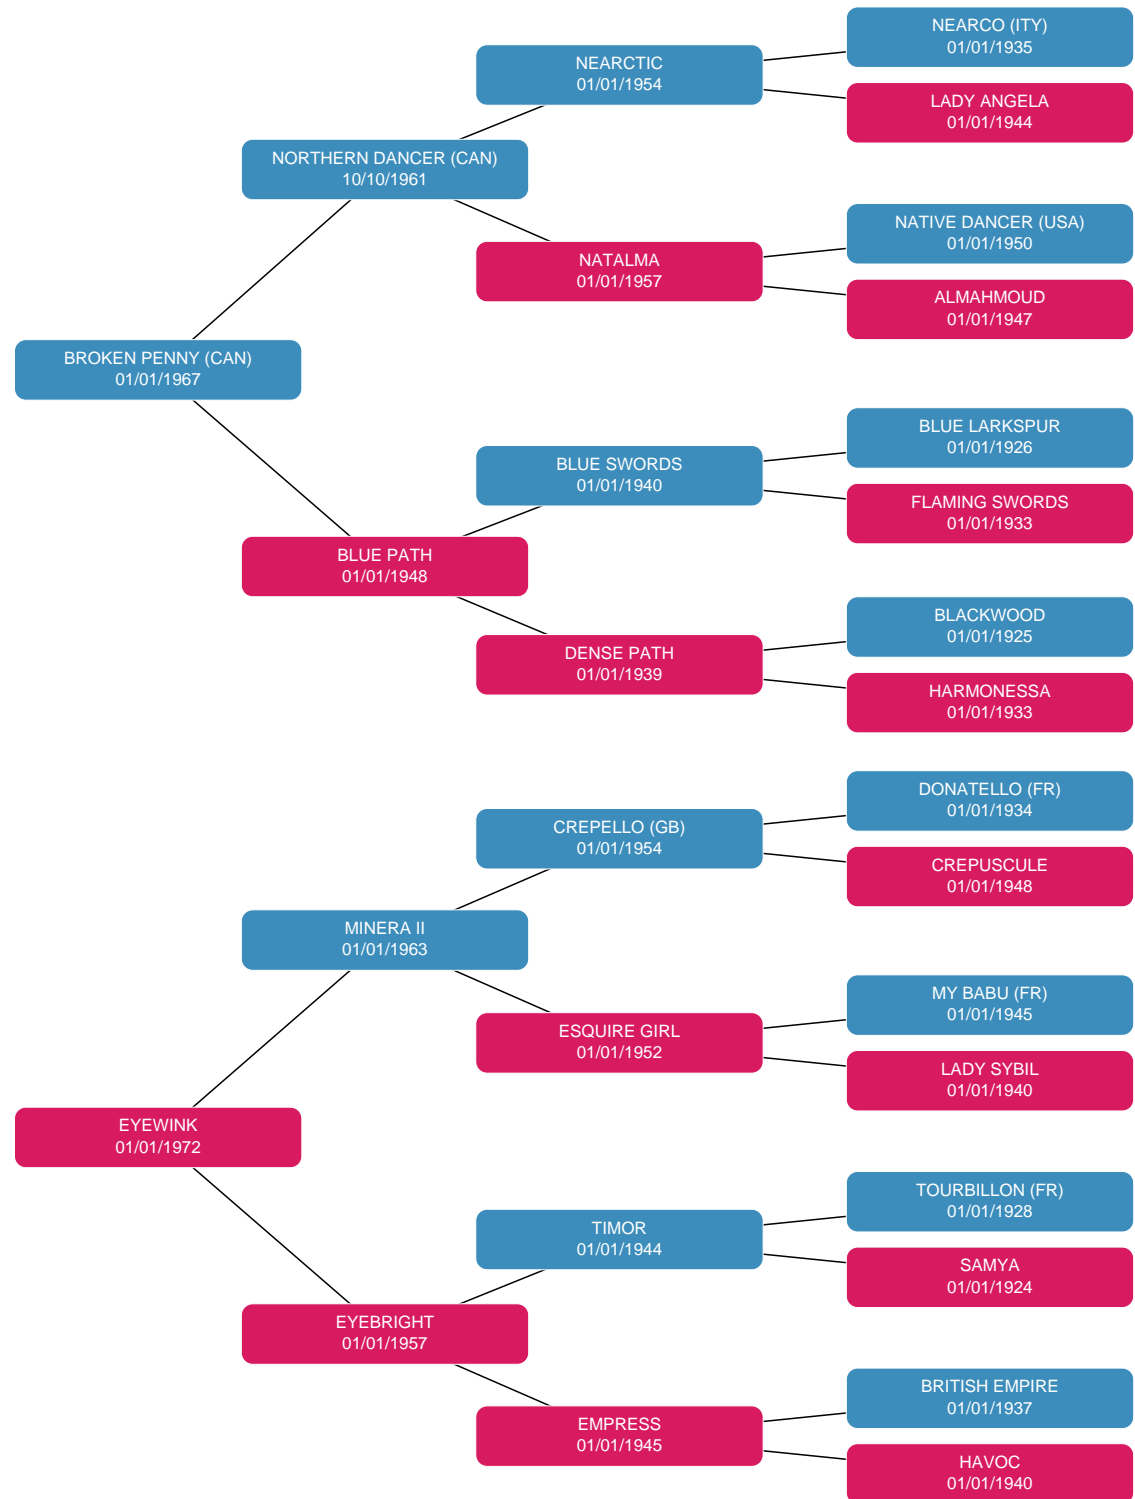 NEARCO (ITY)
01/01/1935
NEARCTIC
01/01/1954
LADY ANGELA
01/01/1944
NORTHERN DANCER (CAN)
10/10/1961
NATIVE DANCER (USA)
01/01/1950
NATALMA
01/01/1957
ALMAHMOUD
01/01/1947
BROKEN PENNY (CAN)
01/01/1967
BLUE LARKSPUR
01/01/1926
BLUE SWORDS
01/01/1940
FLAMING SWORDS
01/01/1933
BLUE PATH
01/01/1948
BLACKWOOD
01/01/1925
DENSE PATH
01/01/1939
HARMONESSA
01/01/1933
DONATELLO (FR)
01/01/1934
CREPELLO (GB)
01/01/1954
CREPUSCULE
01/01/1948
MINERA II
01/01/1963
MY BABU (FR)
01/01/1945
ESQUIRE GIRL
01/01/1952
LADY SYBIL
01/01/1940
EYEWINK
01/01/1972
TOURBILLON (FR)
01/01/1928
TIMOR
01/01/1944
SAMYA
01/01/1924
EYEBRIGHT
01/01/1957
BRITISH EMPIRE
01/01/1937
EMPRESS
01/01/1945
HAVOC
01/01/1940